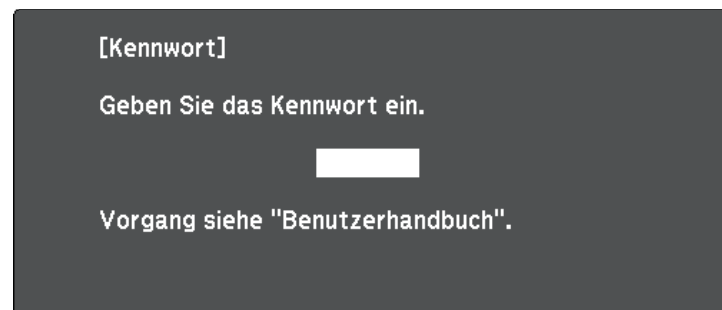 [Kennwort]
Geben Sie das Kennwort ein.
Vorgang siehe "Benutzerhandbuch".